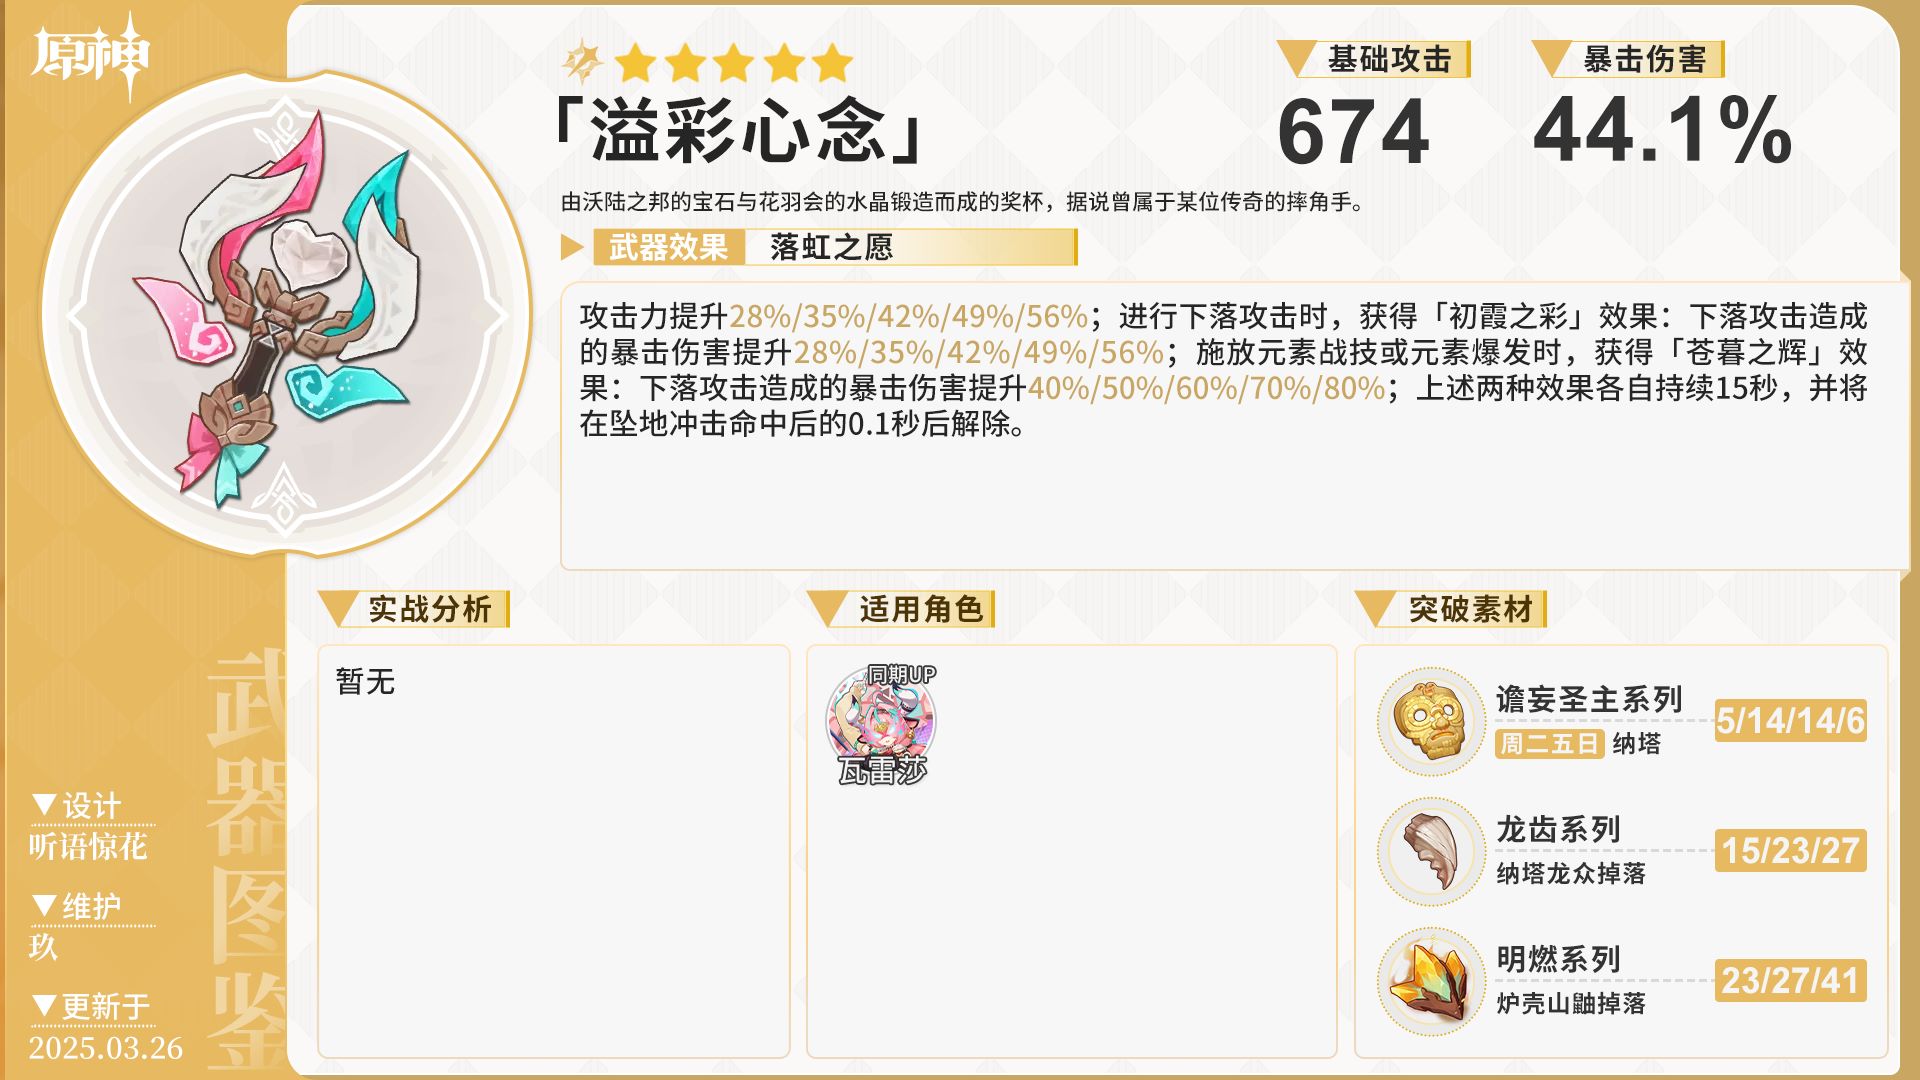 原神
「溢彩心念」
基础攻击
674
暴击伤害
44.1%
由沃陆之邦的宝石与花羽会的水晶锻造而成的奖杯，据说曾属于某位传奇的摔角手。
武器效果 落虹之愿
攻击力提升28%/35%/42%/49%/56%；进行下落攻击时，获得「初霞之彩」效果：下落攻击造成
的暴击伤害提升28%/35%/42%/49%/56%；施放元素战技或元素爆发时，获得「苍暮之辉」效
果：下落攻击造成的暴击伤害提升40%/50%/60%/70%/80%；上述两种效果各自持续15秒，并将
在坠地冲击命中后的0.1秒后解除。
实战分析
暂无
适用角色
同期UP
瓦雷莎
突破素材
谵妄圣主系列
周二五日 纳塔
5/14/14/6
龙齿系列
纳塔龙众掉落
15/23/27
明燃系列
炉壳山鼬掉落
23/27/41
武器图鉴
▼设计
听语惊花
▼维护
玖
▼更新于
2025.03.26